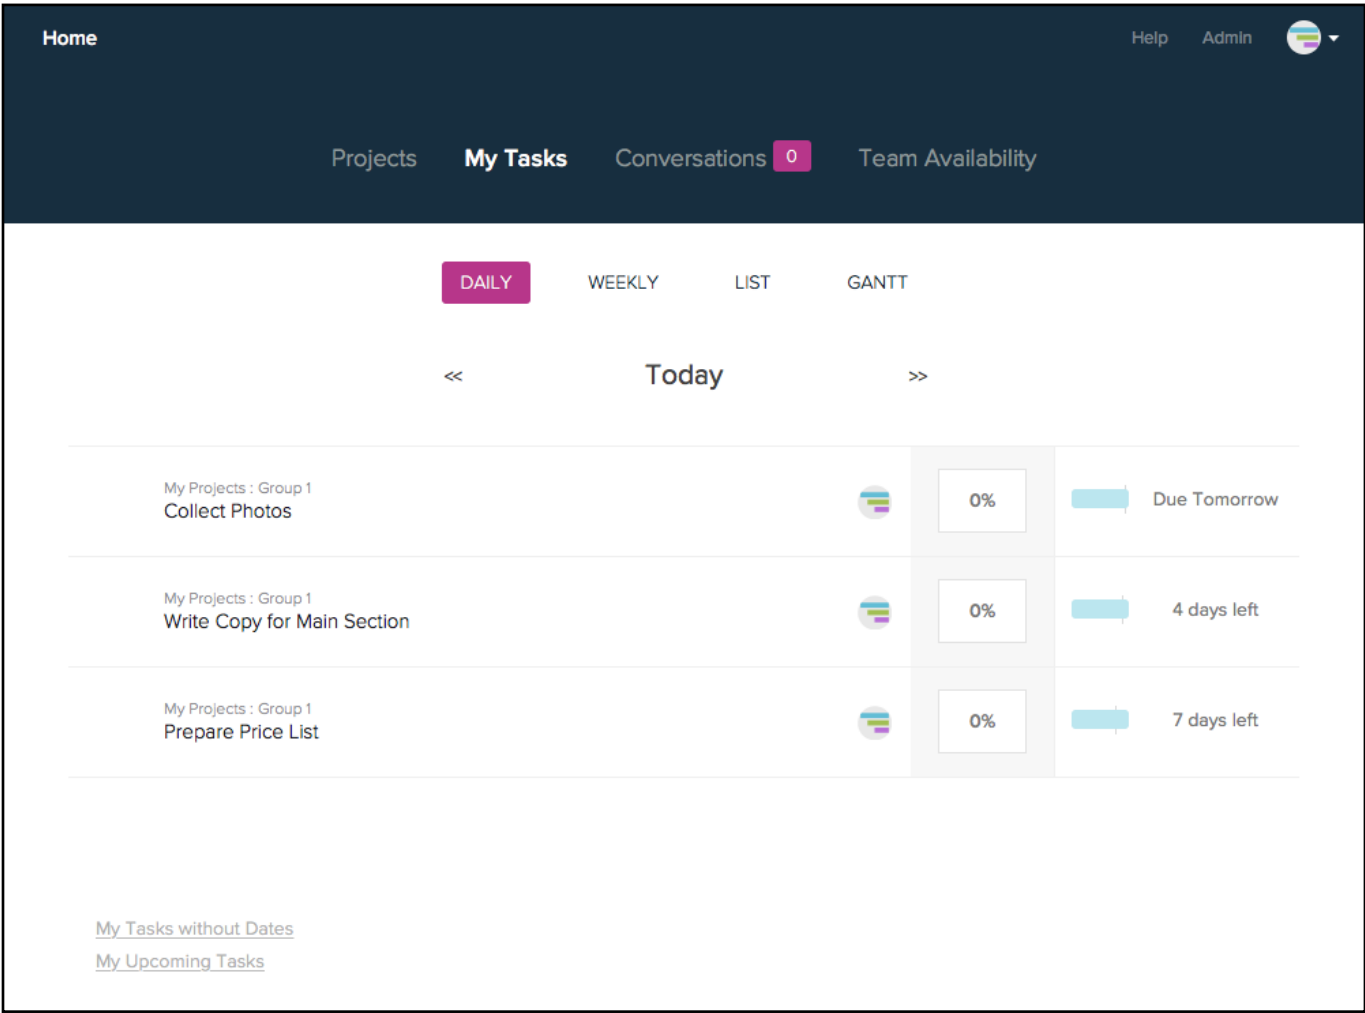 Home Help Admin
Projects My Tasks Conversations 0 Team Availability
DAILY WEEKLY LIST GANTT
<< Today >>
My Projects : Group 1
Collect Photos
0% Due Tomorrow
My Projects : Group 1
Write Copy for Main Section
0% 4 days left
My Projects : Group 1
Prepare Price List
0% 7 days left
My Tasks without Dates
My Upcoming Tasks